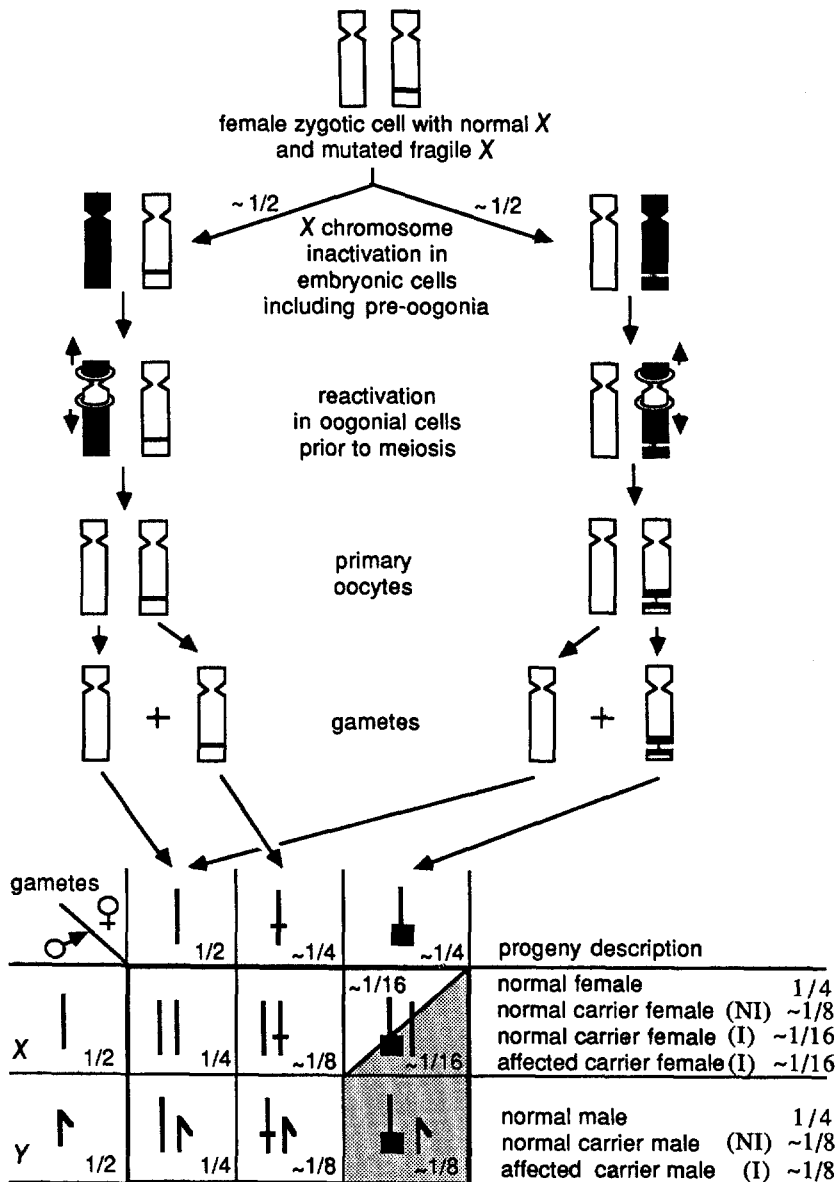 female zygotic cell with normal X
and mutated fragile X
~ 1/2
~ 1/2
X chromosome
inactivation in
embryonic cells
including pre-oogonia
reactivation
in oogonial cells
prior to meiosis
primary
oocytes
+
gametes
+
gametes
♀
♂
1/2
~1/4
~1/4
progeny description
X
1/2
1/4
~1/8
~1/16
~1/16
normal female 1/4
normal carrier female (NI) ~1/8
normal carrier female (I) ~1/16
affected carrier female (I) ~1/16
Y
1/2
1/4
~1/8
~1/8
normal male 1/4
normal carrier male (NI) ~1/8
affected carrier male (I) ~1/8